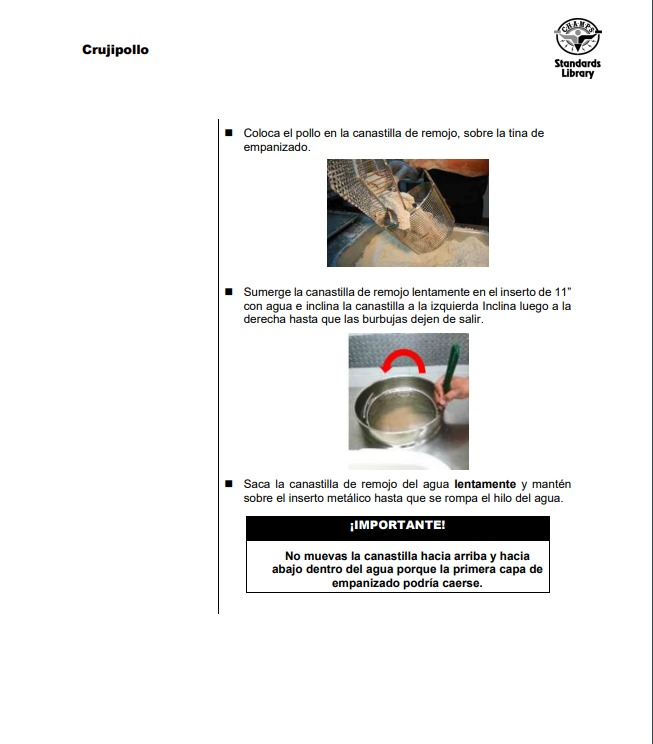 Crujipollo
CHAMPS
Standards
Library
■ Coloca el pollo en la canastilla de remojo, sobre la tina de
empanizado.
■ Sumerge la canastilla de remojo lentamente en el inserto de 11”
con agua e inclina la canastilla a la izquierda Inclina luego a la
derecha hasta que las burbujas dejen de salir.
■ Saca la canastilla de remojo del agua lentamente y mantén
sobre el inserto metálico hasta que se rompa el hilo del agua.
¡IMPORTANTE!
No muevas la canastilla hacia arriba y hacia
abajo dentro del agua porque la primera capa de
empanizado podría caerse.